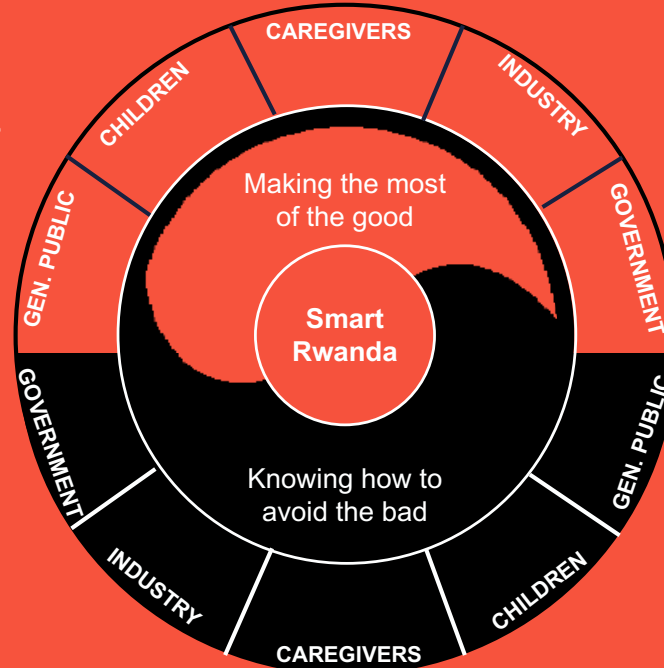 CAREGIVERS
CHILDREN
INDUSTRY
GEN. PUBLIC
GOVERNMENT
Making the most
of the good
Smart
Rwanda
Knowing how to
avoid the bad
GOVERNMENT
GEN. PUBLIC
INDUSTRY
CHILDREN
CAREGIVERS